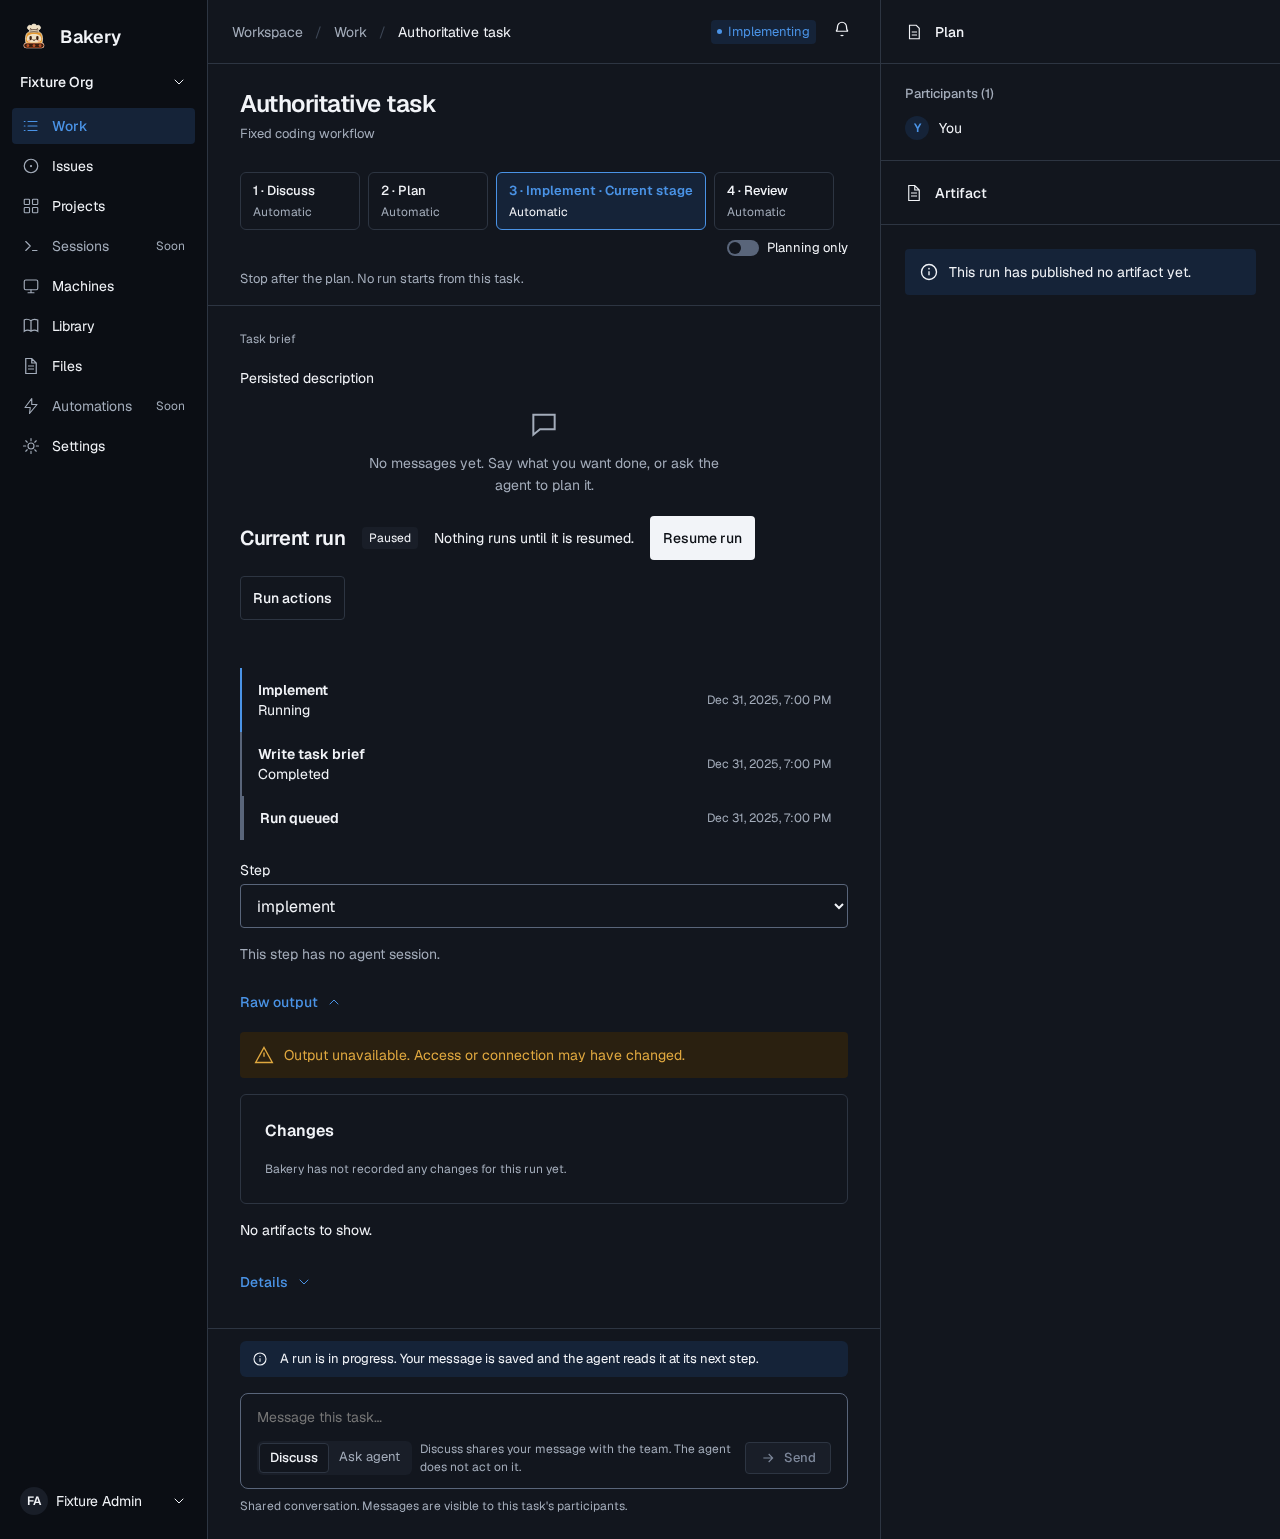 Bakery
Fixture Org
Work
Issues
Projects
Sessions Soon
Machines
Library
Files
Automations Soon
Settings
FA Fixture Admin
Workspace / Work / Authoritative task
Implementing
Authoritative task
Fixed coding workflow
1 · Discuss
Automatic
2 · Plan
Automatic
3 · Implement · Current stage
Automatic
4 · Review
Automatic
Planning only
Stop after the plan. No run starts from this task.
Task brief
Persisted description
No messages yet. Say what you want done, or ask the
agent to plan it.
Current run Paused Nothing runs until it is resumed. Resume run
Run actions
Implement
Running
Dec 31, 2025, 7:00 PM
Write task brief
Completed
Dec 31, 2025, 7:00 PM
Run queued
Dec 31, 2025, 7:00 PM
Step
implement
This step has no agent session.
Raw output
Output unavailable. Access or connection may have changed.
Changes
Bakery has not recorded any changes for this run yet.
No artifacts to show.
Details
A run is in progress. Your message is saved and the agent reads it at its next step.
Message this task...
Discuss Ask agent
Discuss shares your message with the team. The agent
does not act on it.
Send
Shared conversation. Messages are visible to this task's participants.
Plan
Participants (1)
Y You
Artifact
This run has published no artifact yet.